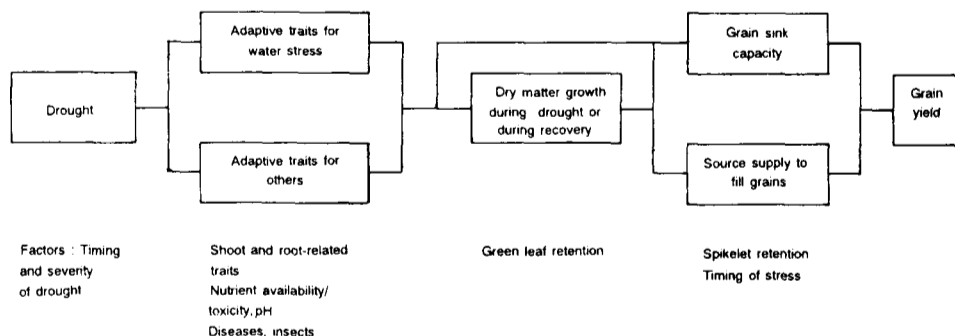 Drought
Adaptive traits for
water stress
Adaptive traits for
others
Dry matter growth
during drought or
during recovery
Grain sink
capacity
Source supply to
fill grains
Grain
yield
Factors : Timing
and severity
of drought
Shoot and root-related
traits
Nutrient availability/
toxicity, pH
Diseases, insects
Green leaf retention
Spikelet retention
Timing of stress